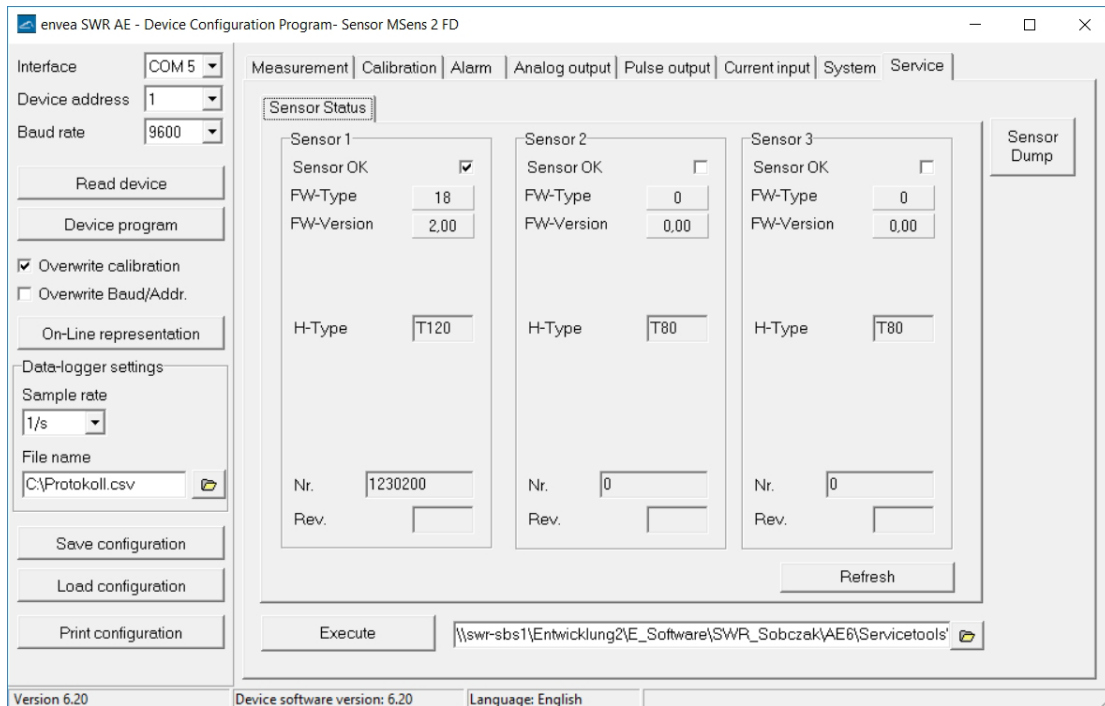 envea SWR AE - Device Configuration Program- Sensor MSens 2 FD
Interface
COM 5
Device address
1
Baud rate
9600
Read device
Device program
Overwrite calibration
Overwrite Baud/Addr.
On-Line representation
Data-logger settings
Sample rate
1/s
File name
C:\Protokoll.csv
Save configuration
Load configuration
Print configuration
Measurement Calibration Alarm Analog output Pulse output Current input System Service
Sensor Status
Sensor 1
Sensor OK
FW-Type 18
FW-Version 2,00
H-Type T120
Nr. 1230200
Rev.
Sensor 2
Sensor OK
FW-Type 0
FW-Version 0,00
H-Type T80
Nr. 0
Rev.
Sensor 3
Sensor OK
FW-Type 0
FW-Version 0,00
H-Type T80
Nr. 0
Rev.
Refresh
Sensor
Dump
Execute
\\swr-sbs1\Entwicklung2\E_Software\SWR_Sobczak\AE6\Servicetools'
Version 6.20
Device software version: 6.20
Language: English